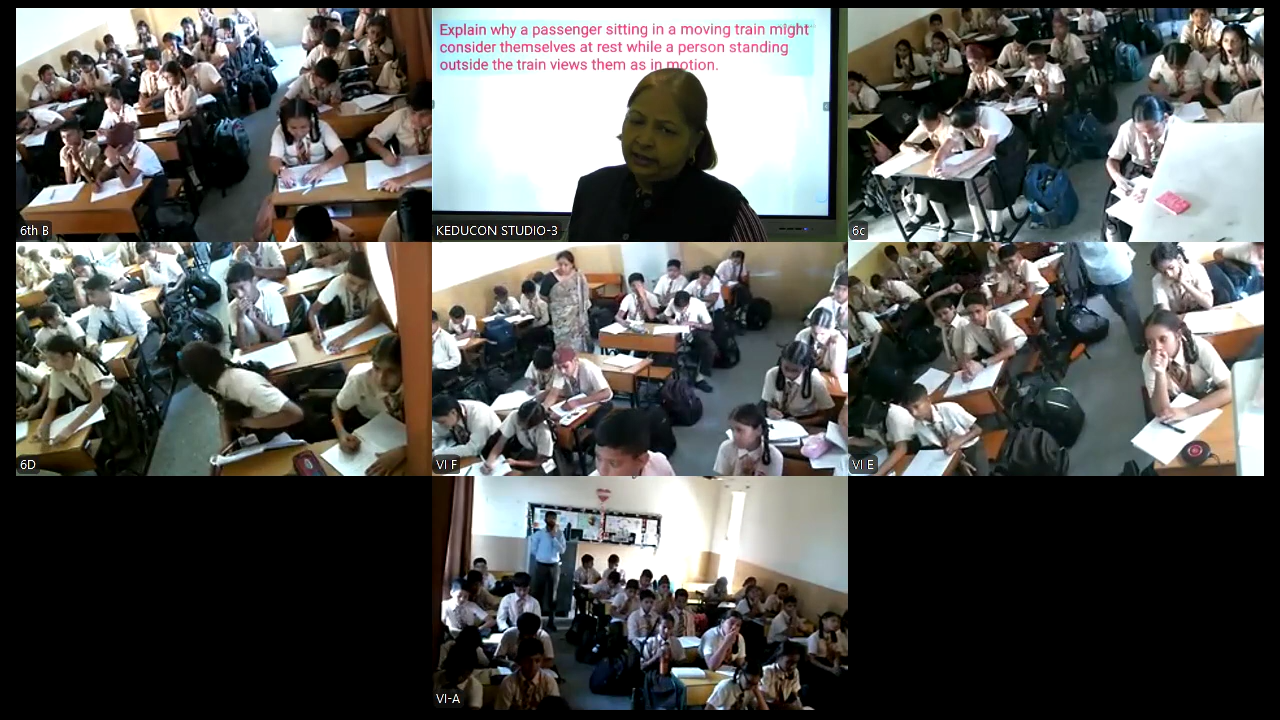 Explain why a passenger sitting in a moving train might
consider themselves at rest while a person standing
outside the train views them as in motion.
6th B
KEDUCON STUDIO-3
6c
6D
VI F
VI E
VI-A